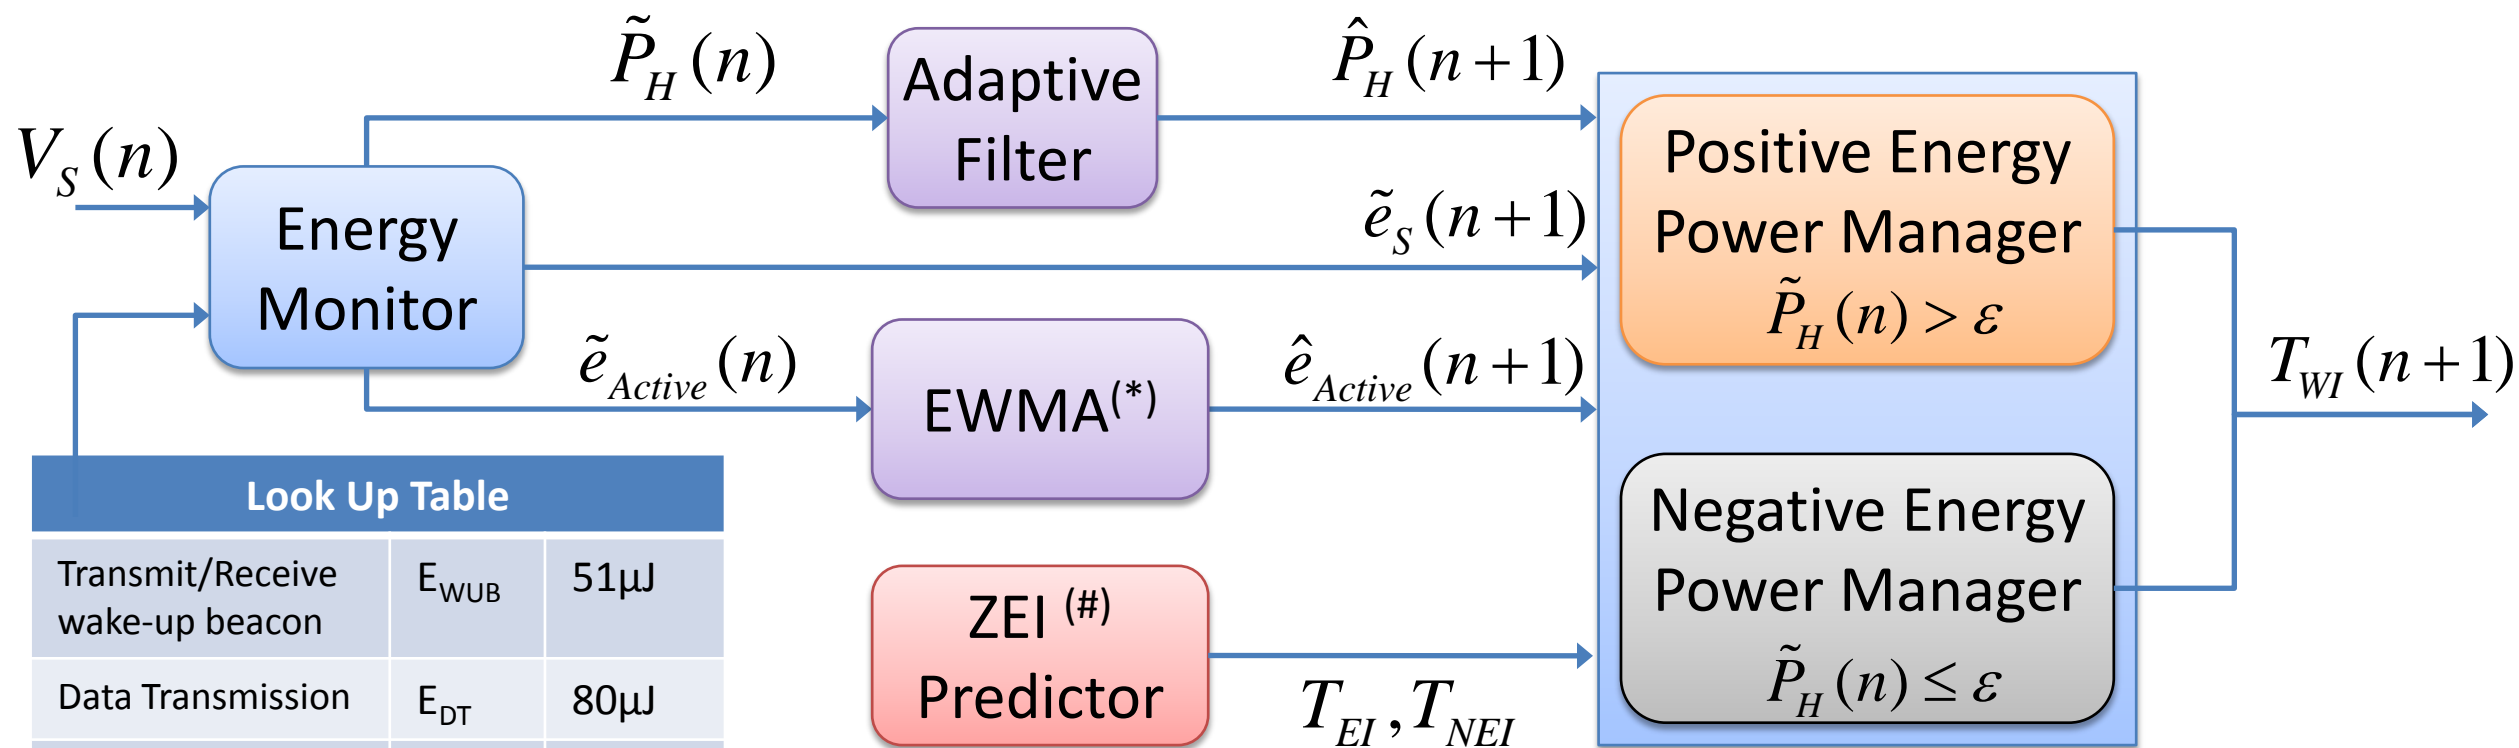 V_S(n)
P̃_H(n)
Adaptive
Filter
P̂_H(n+1)
Energy
Monitor
ẽ_S(n+1)
Positive Energy
Power Manager
P̃_H(n) > ε
ẽ_Active(n)
EWMA(*)
ê_Active(n+1)
T_WI(n+1)
Negative Energy
Power Manager
P̃_H(n) ≤ ε
ZEI (#)
Predictor
T_EI, T_NEI
Look Up Table
Transmit/Receive
wake-up beacon
E_WUB
51µJ
Data Transmission
E_DT
80µJ